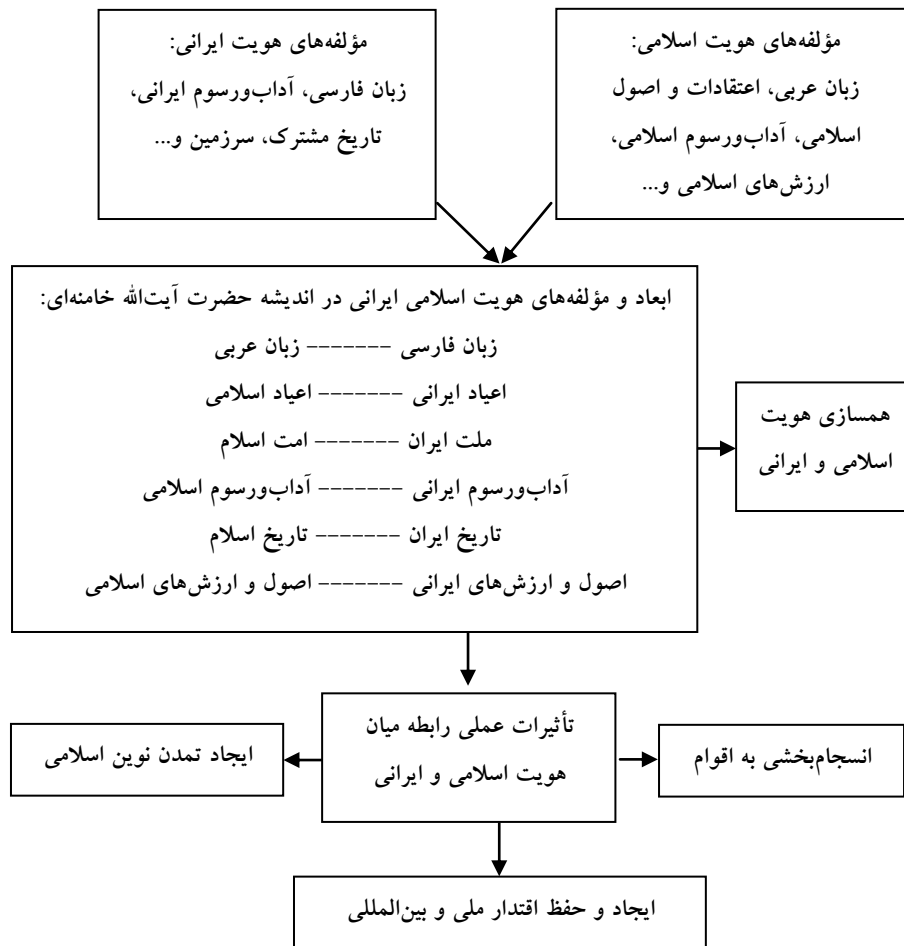 مؤلفه‌های هویت اسلامی:
زبان عربی، اعتقادات و اصول
اسلامی، آداب‌ورسوم اسلامی،
ارزش‌های اسلامی و...
مؤلفه‌های هویت ایرانی:
زبان فارسی، آداب‌ورسوم ایرانی،
تاریخ مشترک، سرزمین و...
ابعاد و مؤلفه‌های هویت اسلامی ایرانی در اندیشه حضرت آیت‌الله خامنه‌ای:
زبان فارسی ------- زبان عربی
اعیاد ایرانی ------- اعیاد اسلامی
ملت ایران ------- امت اسلام
آداب‌ورسوم ایرانی ------- آداب‌ورسوم اسلامی
تاریخ ایران ------- تاریخ اسلام
اصول و ارزش‌های ایرانی ------- اصول و ارزش‌های اسلامی
همسازی هویت
اسلامی و ایرانی
تأثیرات عملی رابطه میان
هویت اسلامی و ایرانی
انسجام‌بخشی به اقوام
ایجاد تمدن نوین اسلامی
ایجاد و حفظ اقتدار ملی و بین‌المللی